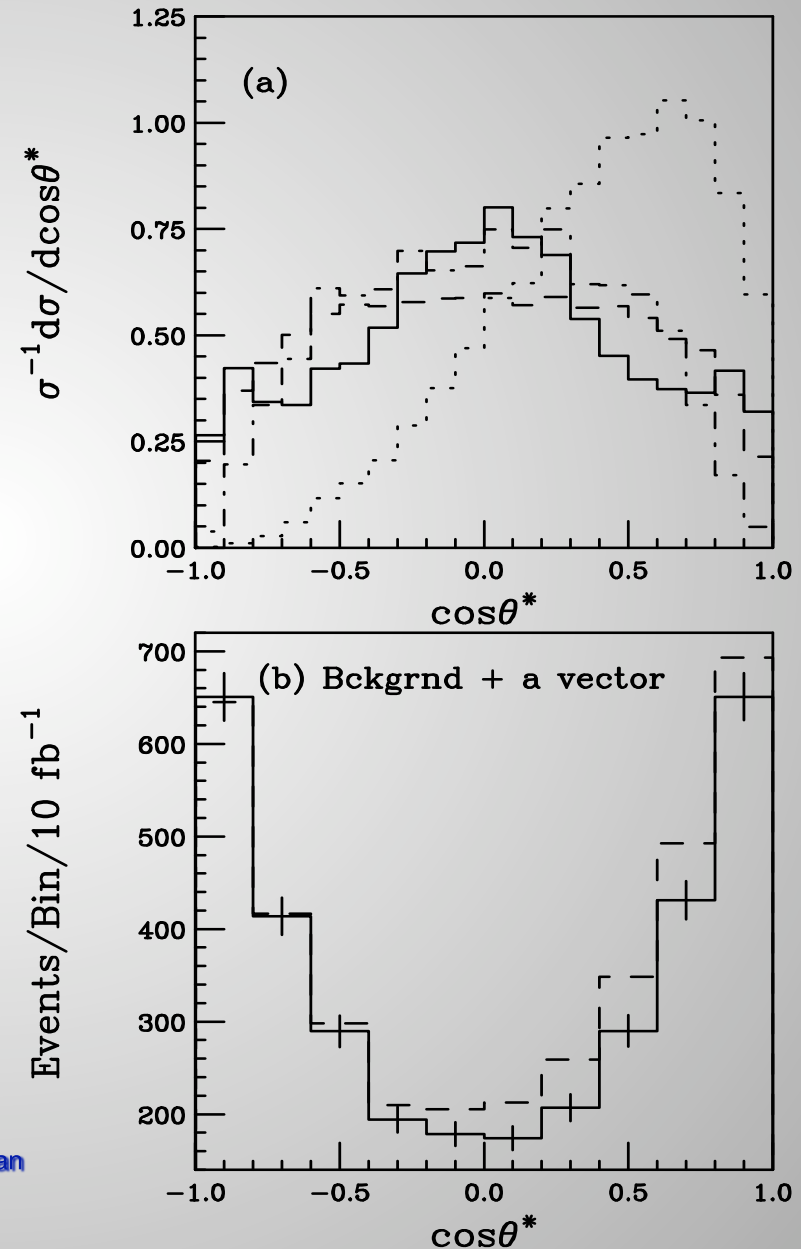 1.25
(a)
1.00
0.75
0.50
0.25
0.00
σ⁻¹dσ/dcosθ*
−1.0 −0.5 0.0 0.5 1.0
cosθ*
(b) Bckgrnd + a vector
700
600
500
400
300
200
Events/Bin/10 fb⁻¹
an
−1.0 −0.5 0.0 0.5 1.0
cosθ*